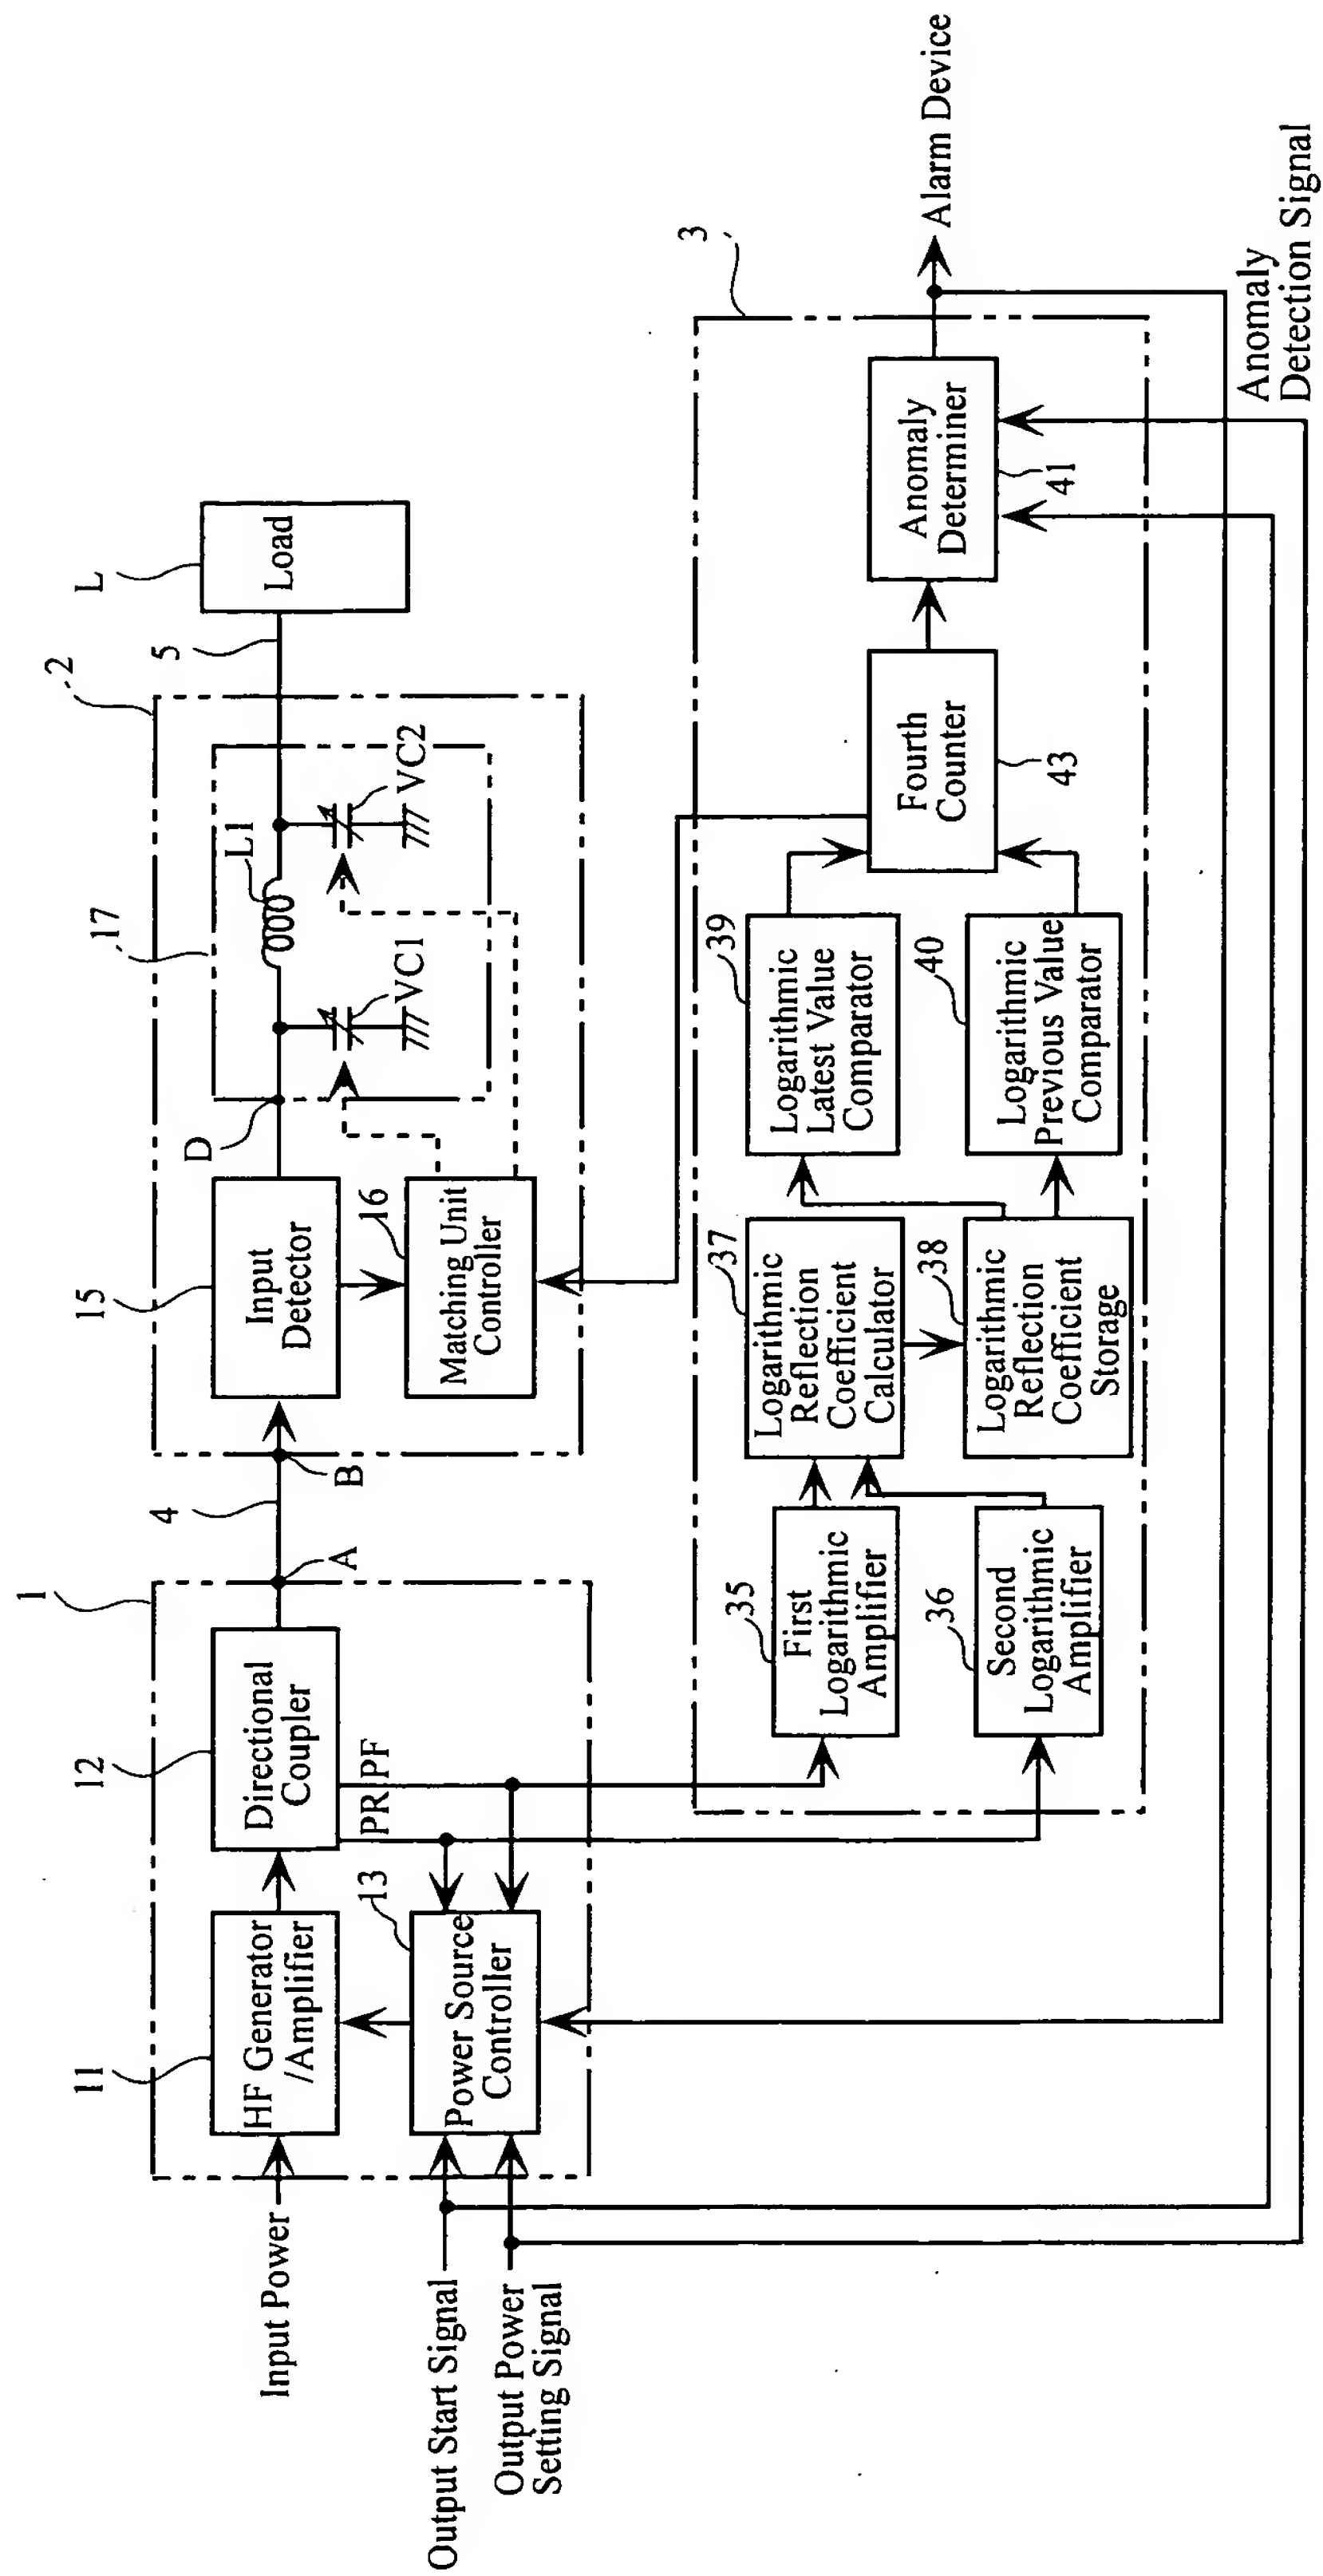 1
11
HF Generator
/Amplifier
12
Directional
Coupler
13
Power Source
Controller
PR
PF
Input Power
Output Start Signal
Output Power
Setting Signal
A
4
B
2
15
Input
Detector
16
Matching Unit
Controller
D
17
L1
VC1
VC2
5
L
Load
3
35
First
Logarithmic
Amplifier
36
Second
Logarithmic
Amplifier
37
Logarithmic
Reflection
Coefficient
Calculator
38
Logarithmic
Reflection
Coefficient
Storage
39
Logarithmic
Latest Value
Comparator
40
Logarithmic
Previous Value
Comparator
Fourth
Counter
43
Anomaly
Determiner
41
Alarm Device
Anomaly
Detection Signal